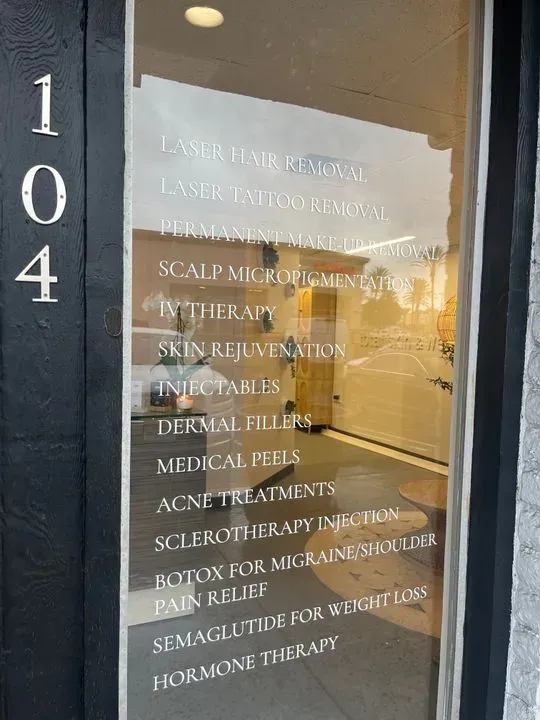 104
LASER HAIR REMOVAL
LASER TATTOO REMOVAL
PERMANENT MAKE-UP REMOVAL
SCALP MICROPIGMENTATION
IV THERAPY
SKIN REJUVENATION
INJECTABLES
DERMAL FILLERS
MEDICAL PEELS
ACNE TREATMENTS
SCLEROTHERAPY INJECTION
BOTOX FOR MIGRAINE/SHOULDER
PAIN RELIEF
SEMAGLUTIDE FOR WEIGHT LOSS
HORMONE THERAPY